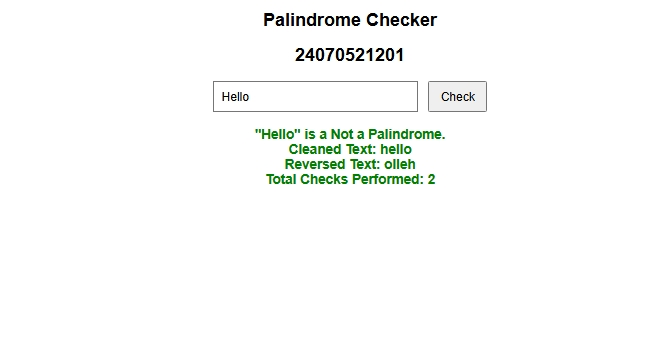 Palindrome Checker
24070521201
Hello Check
"Hello" is a Not a Palindrome.
Cleaned Text: hello
Reversed Text: olleh
Total Checks Performed: 2